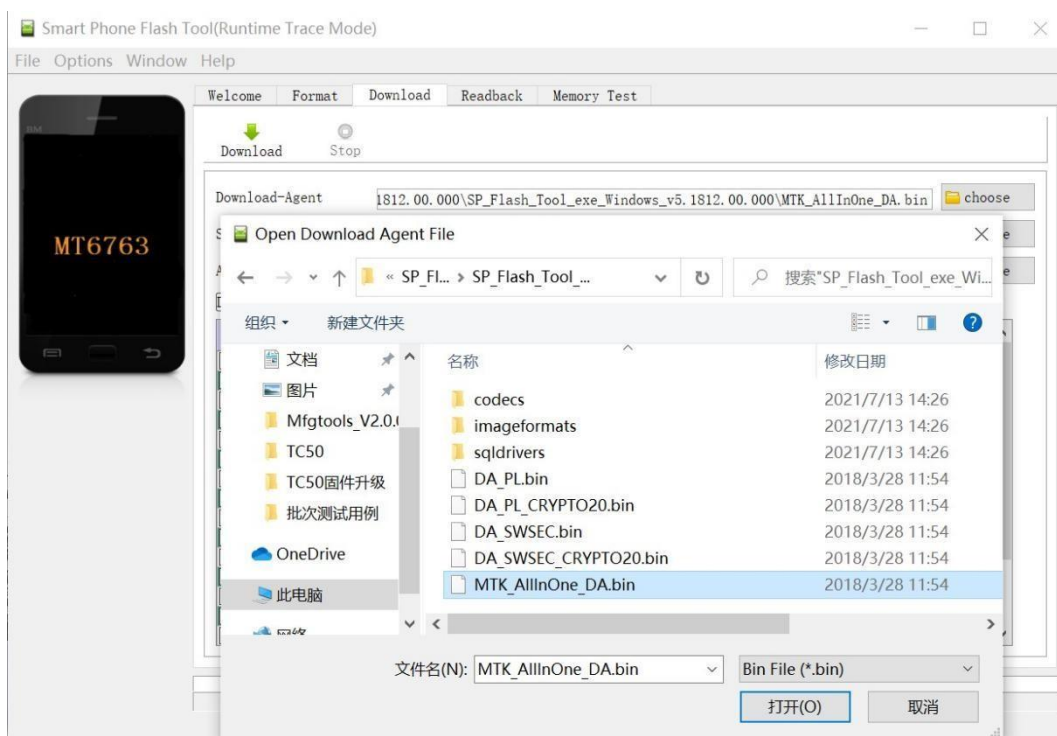 Smart Phone Flash Tool(Runtime Trace Mode)
File Options Window Help
Welcome Format Download Readback Memory Test
Download Stop
Download-Agent 1812.00.000\SP_Flash_Tool_exe_Windows_v5.1812.00.000\MTK_AllInOne_DA.bin choose
BM
MT6763
Open Download Agent File
« SP_Fl... › SP_Flash_Tool_... 搜索"SP_Flash_Tool_exe_Wi...
组织 新建文件夹
名称 修改日期
文档
图片
Mfgtools_V2.0.
TC50
TC50固件升级
批次测试用例
OneDrive
此电脑
网络
codecs 2021/7/13 14:26
imageformats 2021/7/13 14:26
sqldrivers 2021/7/13 14:26
DA_PL.bin 2018/3/28 11:54
DA_PL_CRYPTO20.bin 2018/3/28 11:54
DA_SWSEC.bin 2018/3/28 11:54
DA_SWSEC_CRYPTO20.bin 2018/3/28 11:54
MTK_AllInOne_DA.bin 2018/3/28 11:54
文件名(N): MTK_AllInOne_DA.bin Bin File (*.bin)
打开(O) 取消